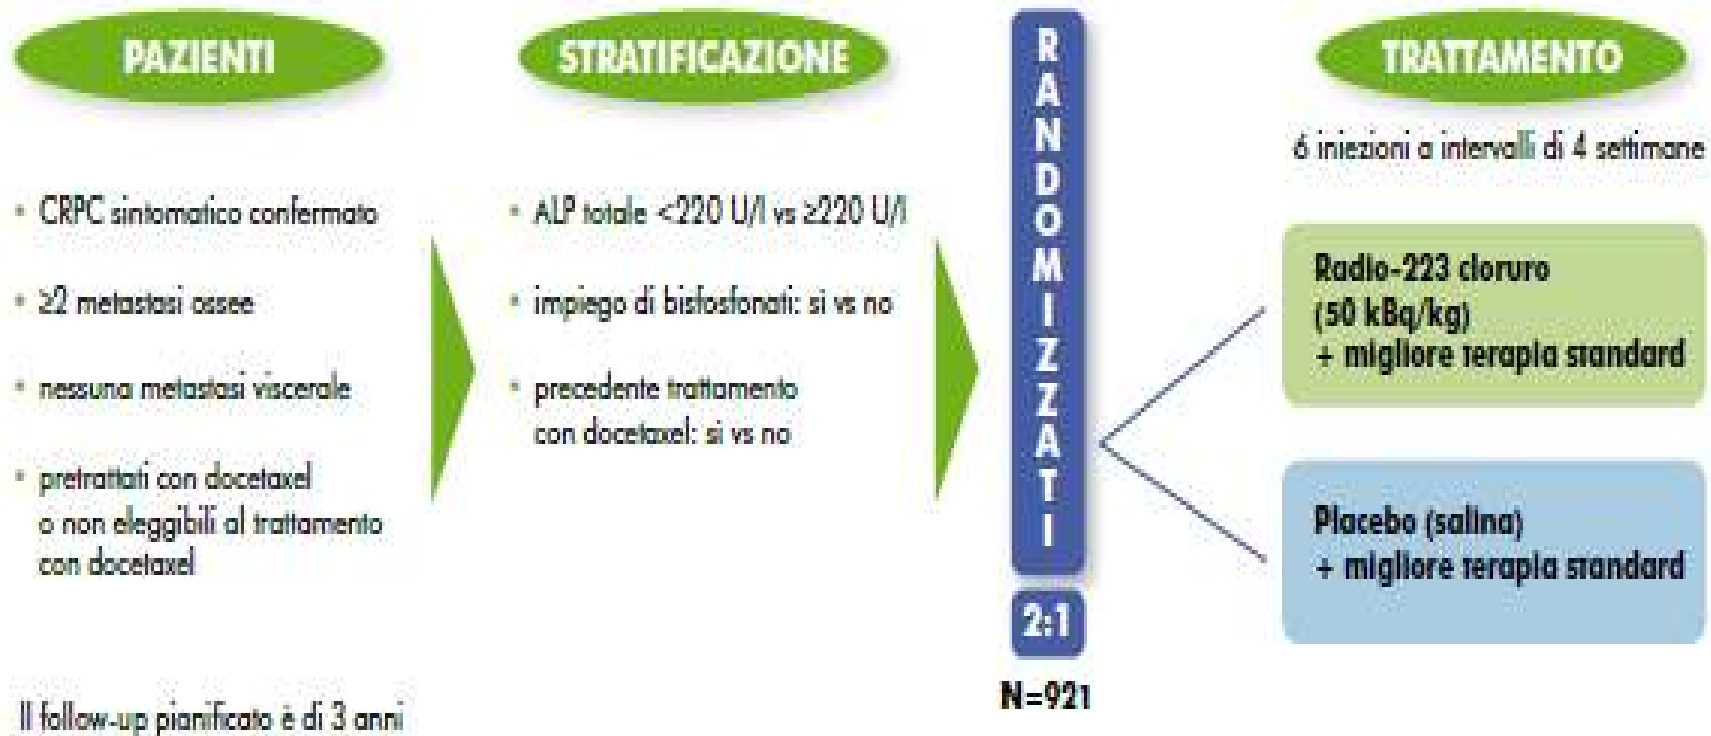 PAZIENTI
• CRPC sintomatico confermato
• ≥2 metastasi ossee
• nessuna metastasi viscerale
• pretrattati con docetaxel
o non eleggibili al trattamento
con docetaxel
Il follow-up pianificato è di 3 anni
STRATIFICAZIONE
• ALP totale <220 U/l vs ≥220 U/l
• impiego di bisfosfonati: si vs no
• precedente trattamento
con docetaxel: si vs no
RANDOMIZZATI
2:1
N=921
TRATTAMENTO
6 iniezioni a intervalli di 4 settimane
Radio-223 cloruro
(50 kBq/kg)
+ migliore terapia standard
Placebo (salina)
+ migliore terapia standard